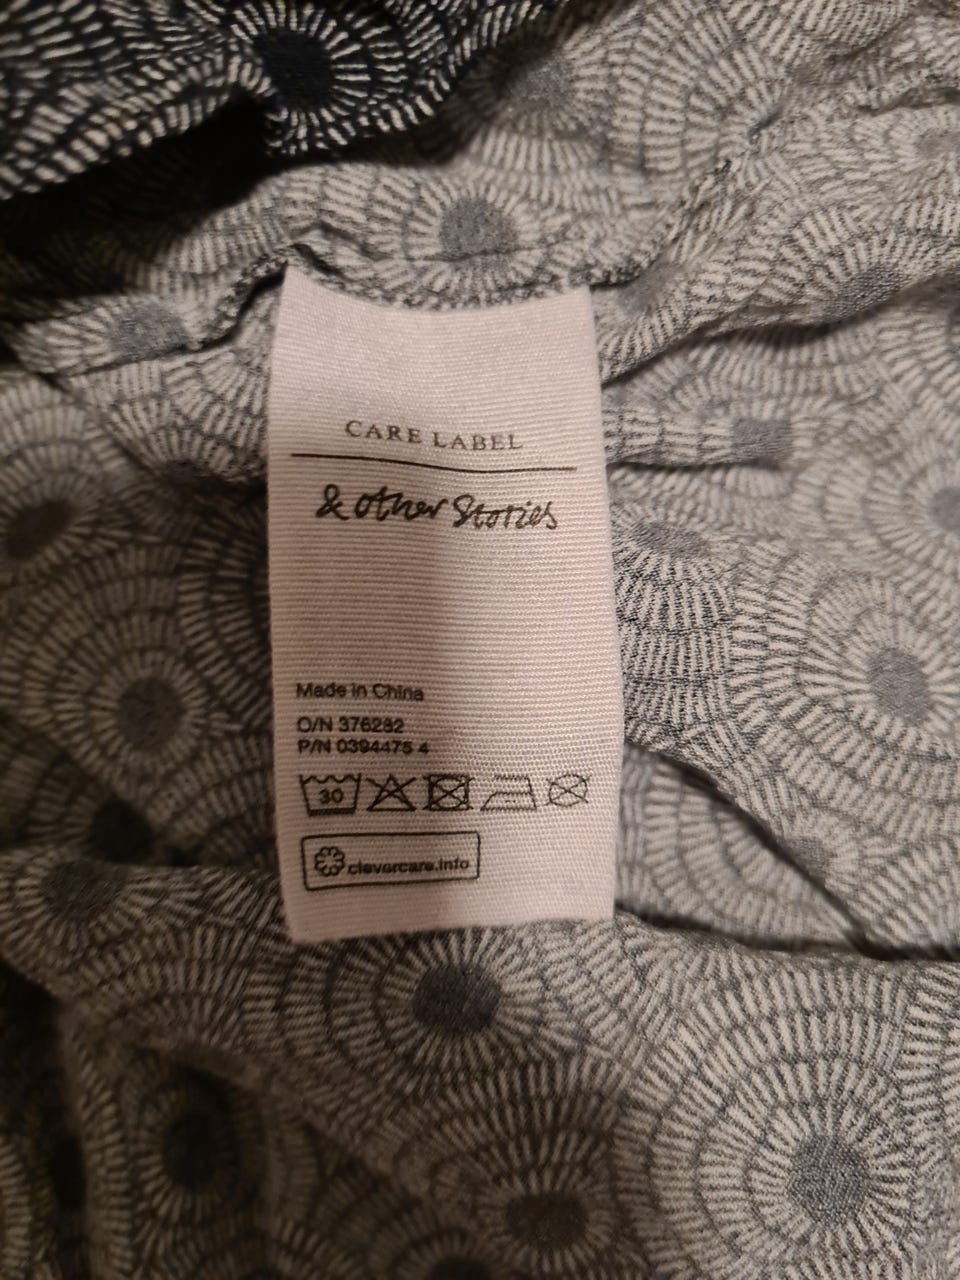 CARE LABEL
& other Stories
Made in China
O/N 376282
P/N 0394475 4
30
clevercare.info